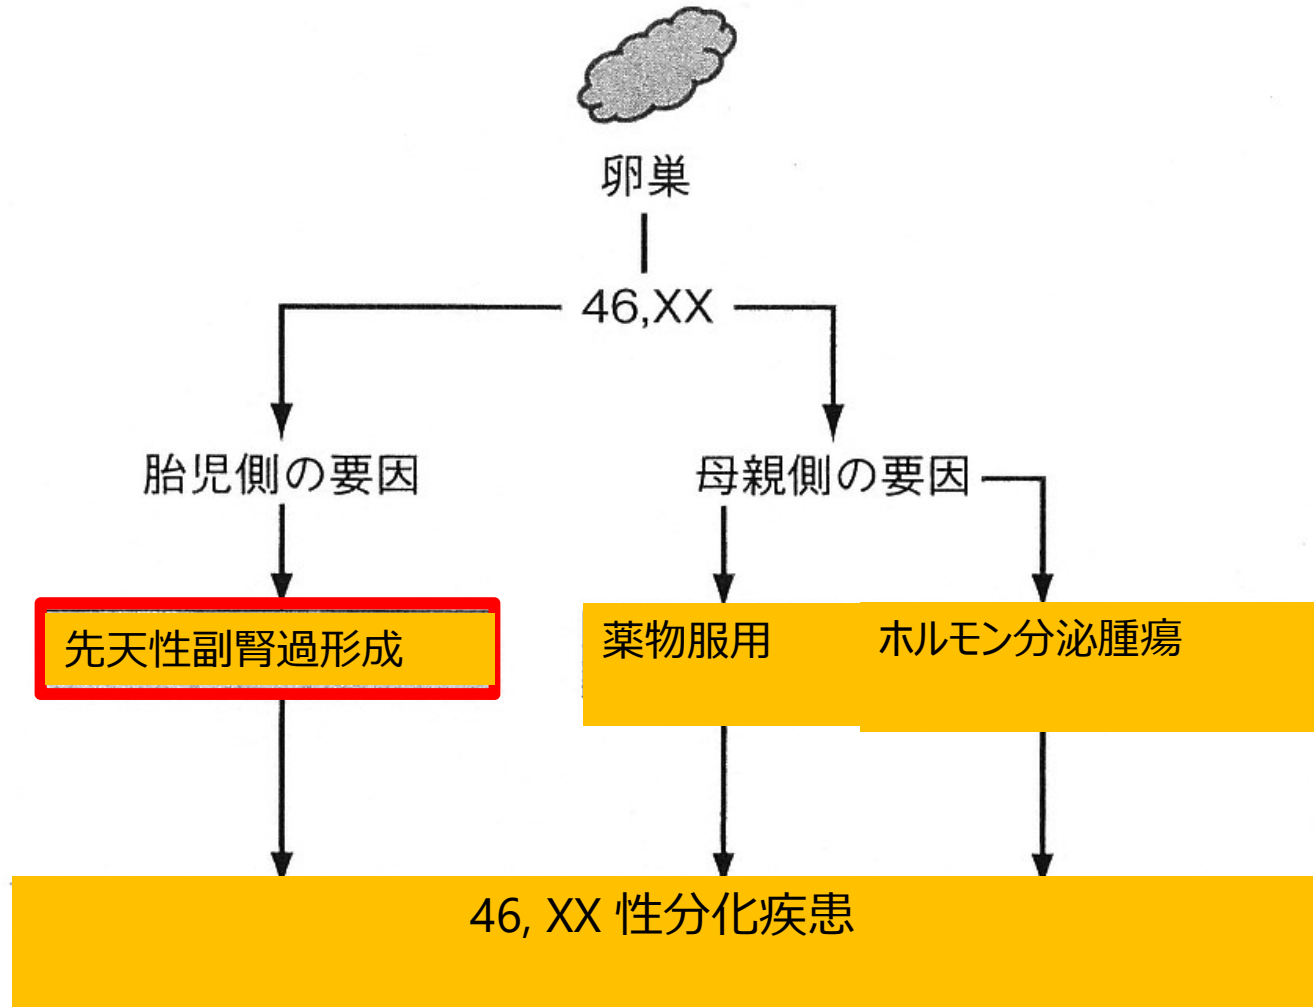 卵巣
46,XX
胎児側の要因
母親側の要因
先天性副腎過形成
薬物服用
ホルモン分泌腫瘍
46, XX 性分化疾患